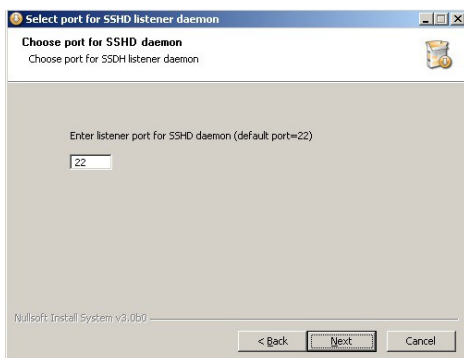 Select port for SSHD listener daemon
Choose port for SSHD daemon
Choose port for SSDH listener daemon
Enter listener port for SSHD daemon (default port=22)
22
Nullsoft Install System v3.0b0
< Back
Next
Cancel